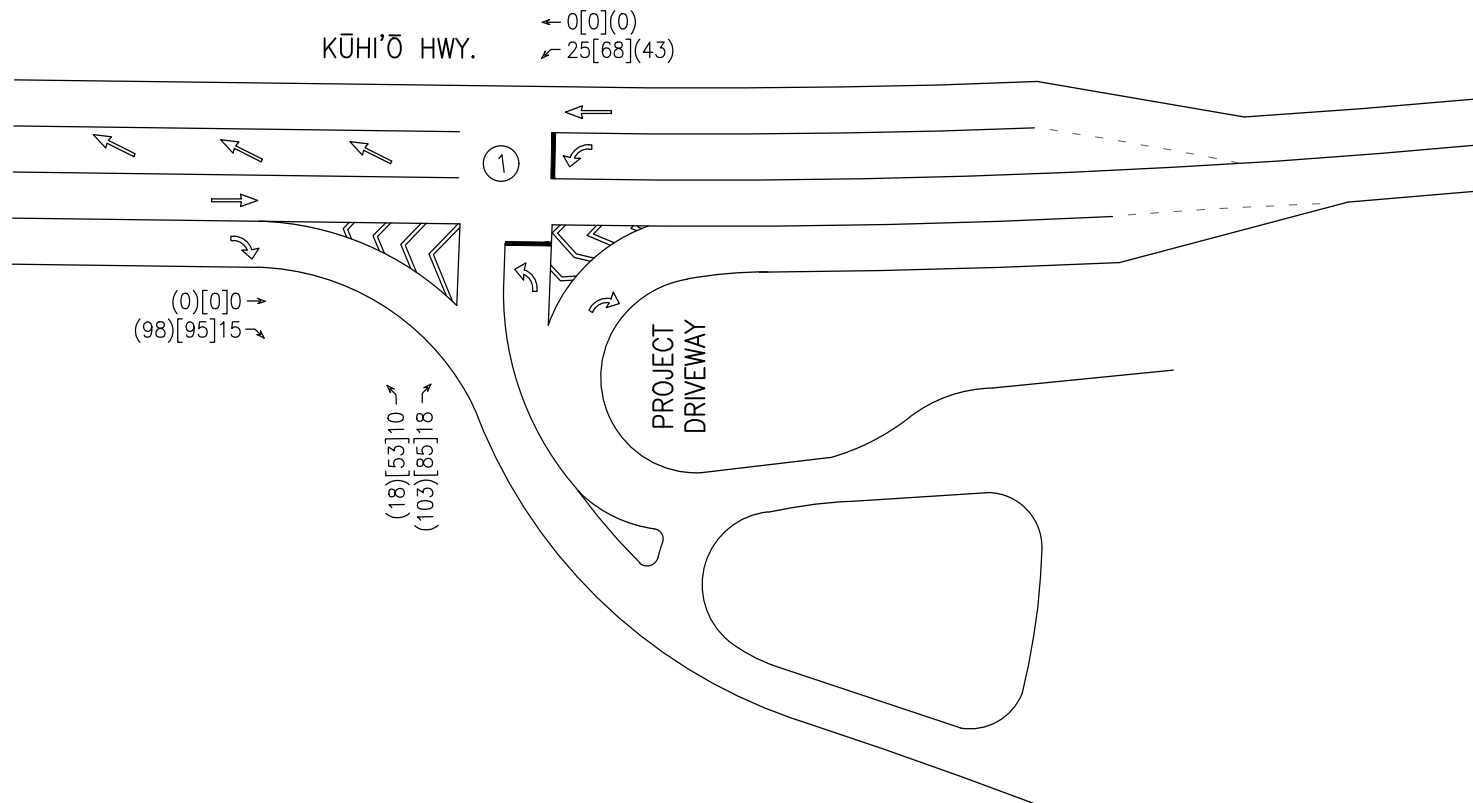 ← 0[0](0)
KŪHI'Ō HWY.
↙ 25[68](43)
1
(0)[0]0 →
(98)[95]15 ↘
PROJECT
DRIVEWAY
(18)[53]10
(103)[85]18